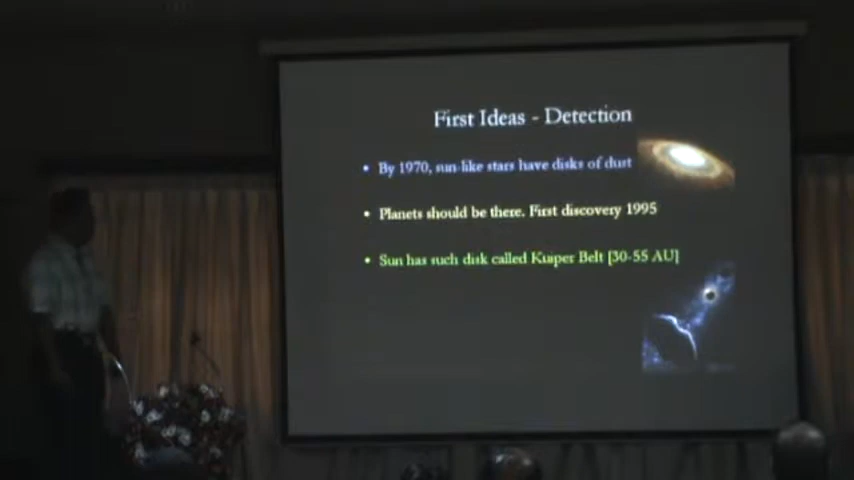 First Ideas - Detection
• By 1970, sun-like stars have disks of dust
• Planets should be there. First discovery 1995
• Sun has such disk called Kuiper Belt [30-55 AU]